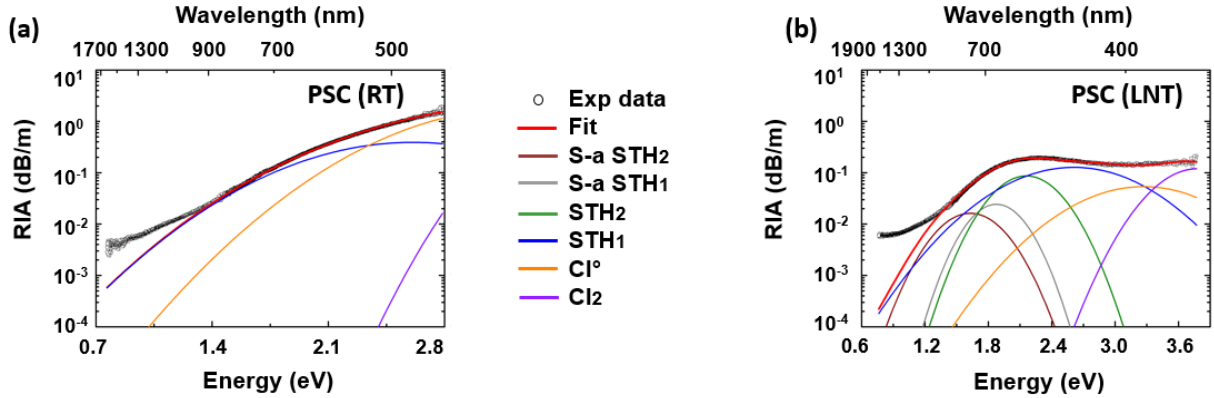 (a)
Wavelength (nm)
1700 1300 900 700 500
PSC (RT)
RIA (dB/m)
10¹
10⁰
10⁻¹
10⁻²
10⁻³
10⁻⁴
0.7 1.4 2.1 2.8
Energy (eV)
Exp data
Fit
S-a STH₂
S-a STH₁
STH₂
STH₁
Cl°
Cl₂
(b)
Wavelength (nm)
1900 1300 700 400
PSC (LNT)
RIA (dB/m)
10¹
10⁰
10⁻¹
10⁻²
10⁻³
10⁻⁴
0.6 1.2 1.8 2.4 3.0 3.6
Energy (eV)